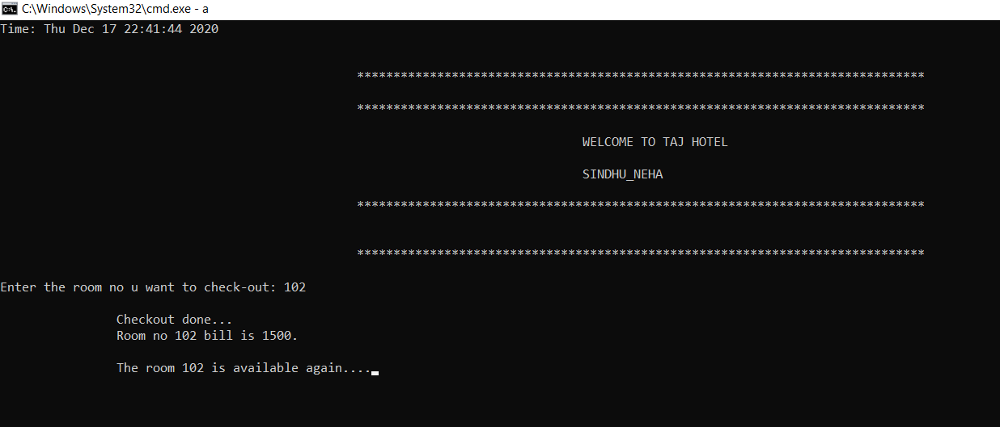 C:\Windows\System32\cmd.exe - a
Time: Thu Dec 17 22:41:44 2020
******************************************************************************
******************************************************************************
WELCOME TO TAJ HOTEL
SINDHU_NEHA
******************************************************************************
******************************************************************************
Enter the room no u want to check-out: 102
Checkout done...
Room no 102 bill is 1500.
The room 102 is available again....